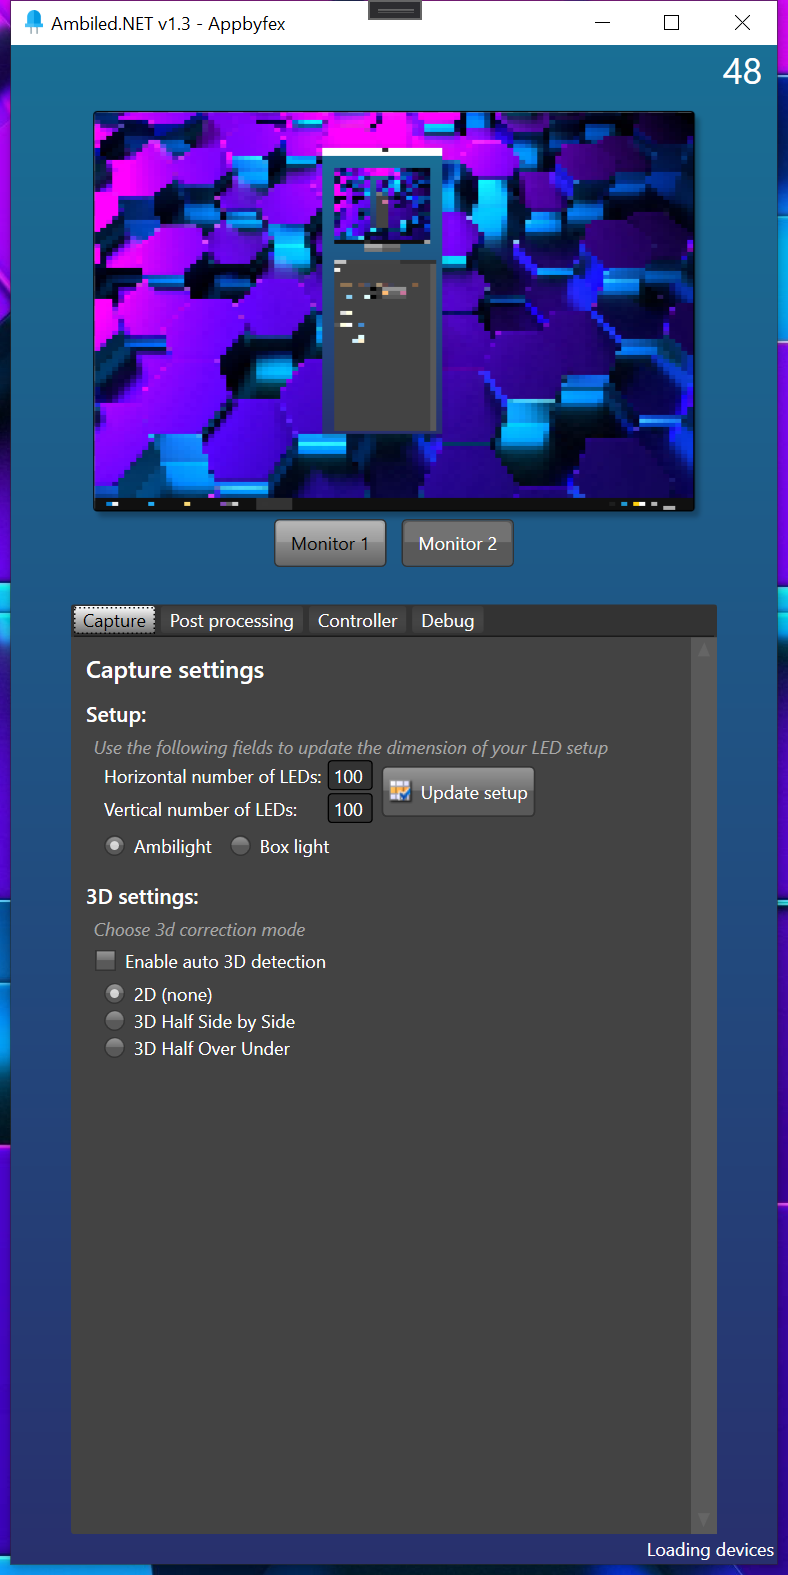 Ambiled.NET v1.3 - Appbyfex
48
Monitor 1 Monitor 2
Capture Post processing Controller Debug
Capture settings
Setup:
Use the following fields to update the dimension of your LED setup
Horizontal number of LEDs: 100
Update setup
Vertical number of LEDs: 100
Ambilight Box light
3D settings:
Choose 3d correction mode
Enable auto 3D detection
2D (none)
3D Half Side by Side
3D Half Over Under
Loading devices